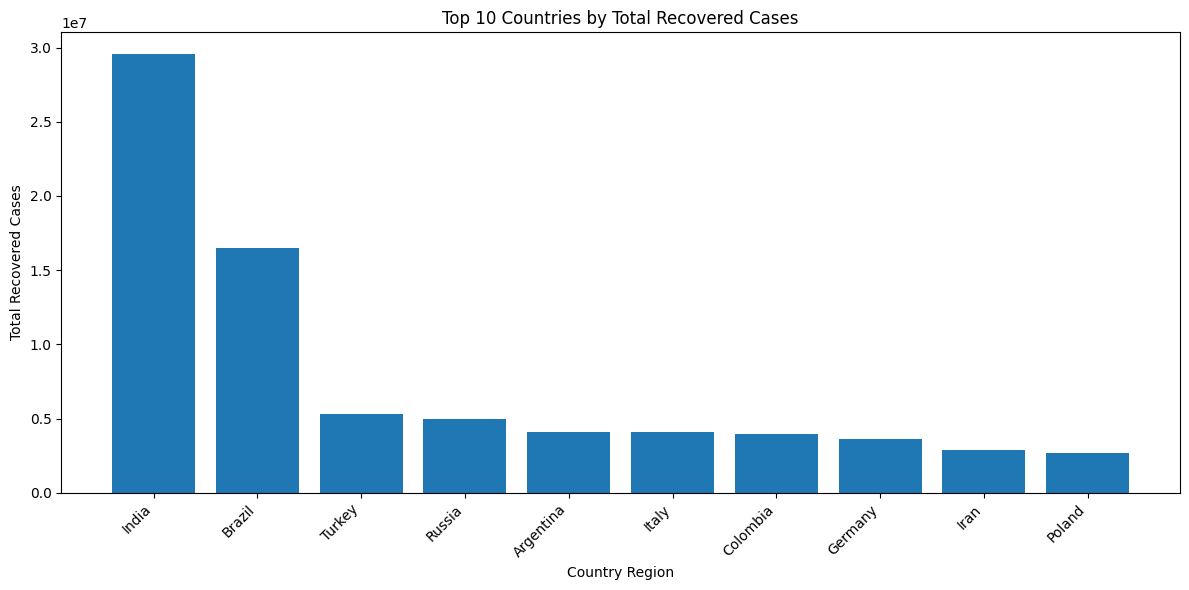 Top 10 Countries by Total Recovered Cases
1e7
3.0
2.5
2.0
1.5
1.0
0.5
0.0
Total Recovered Cases
India
Brazil
Turkey
Russia
Argentina
Italy
Colombia
Germany
Iran
Poland
Country Region